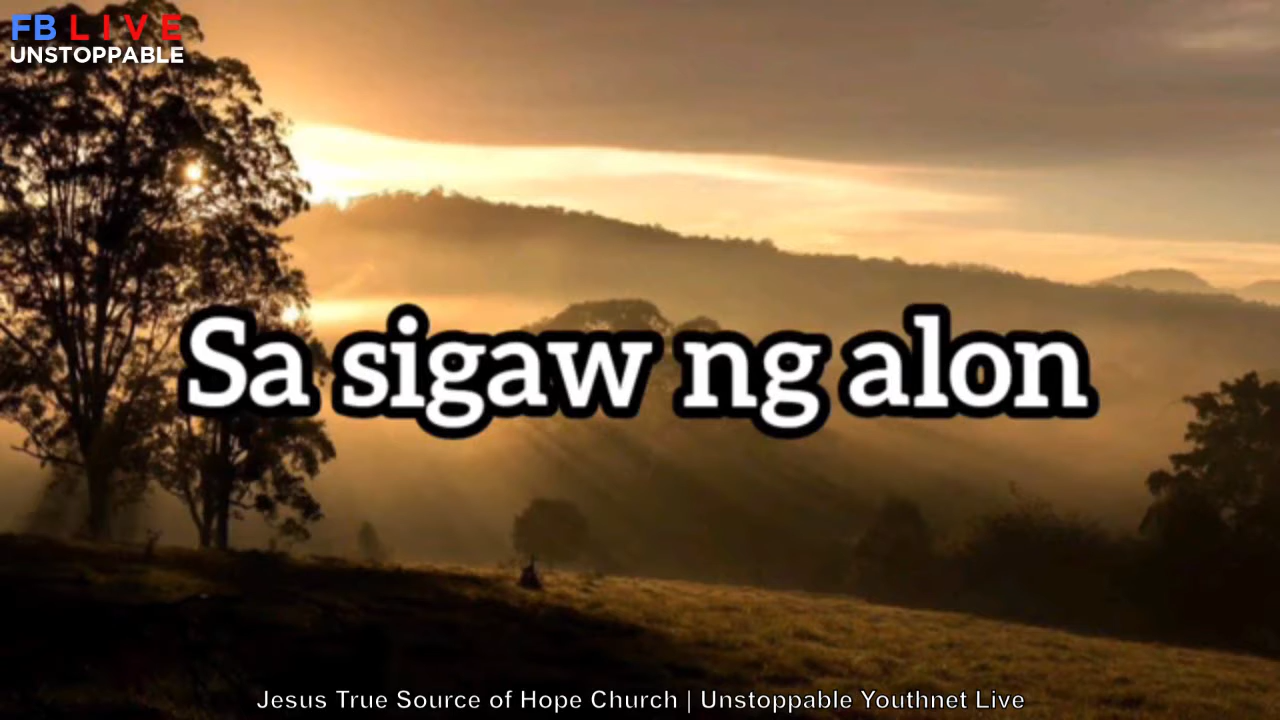 FB LIVE
UNSTOPPABLE
Sa sigaw ng alon
Jesus True Source of Hope Church | Unstoppable Youthnet Live